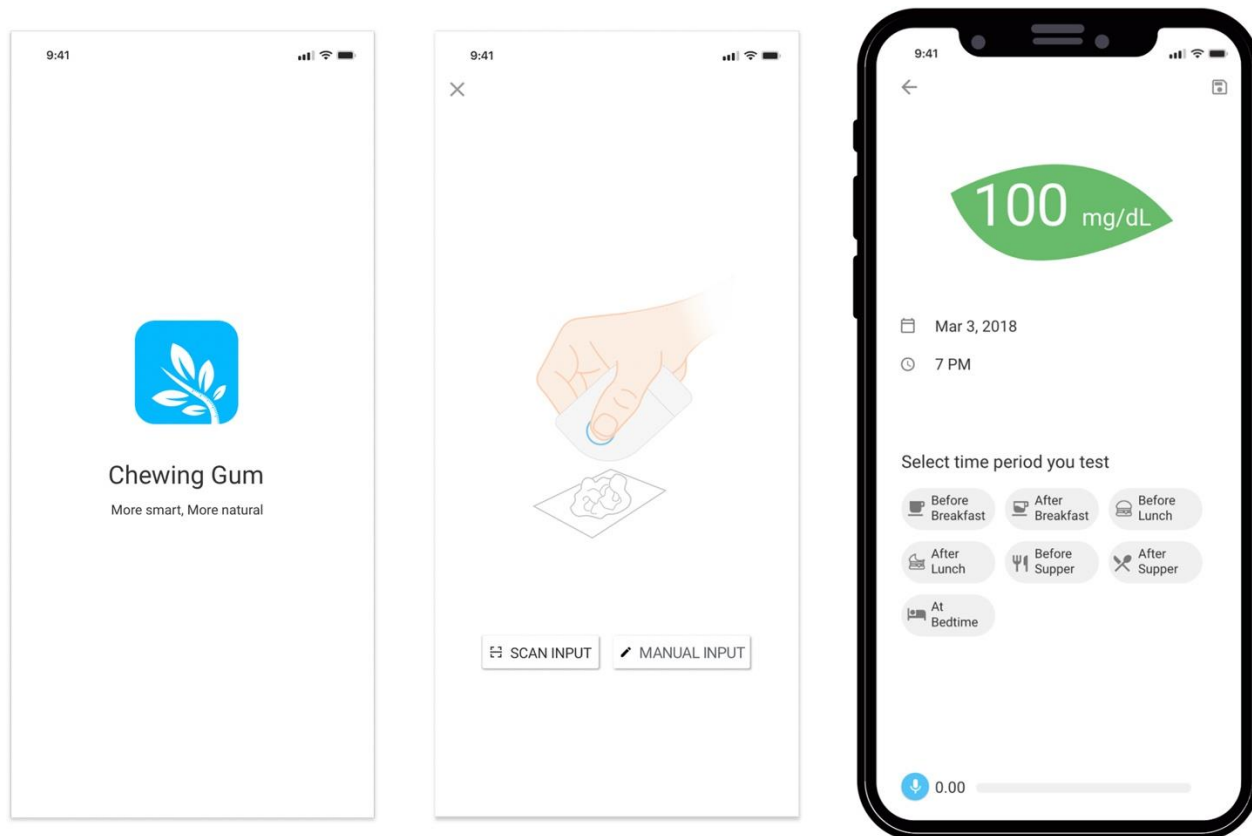 9:41
Chewing Gum
More smart, More natural
9:41
SCAN INPUT
MANUAL INPUT
9:41
100 mg/dL
Mar 3, 2018
7 PM
Select time period you test
Before
Breakfast
After
Breakfast
Before
Lunch
After
Lunch
Before
Supper
After
Supper
At
Bedtime
0.00